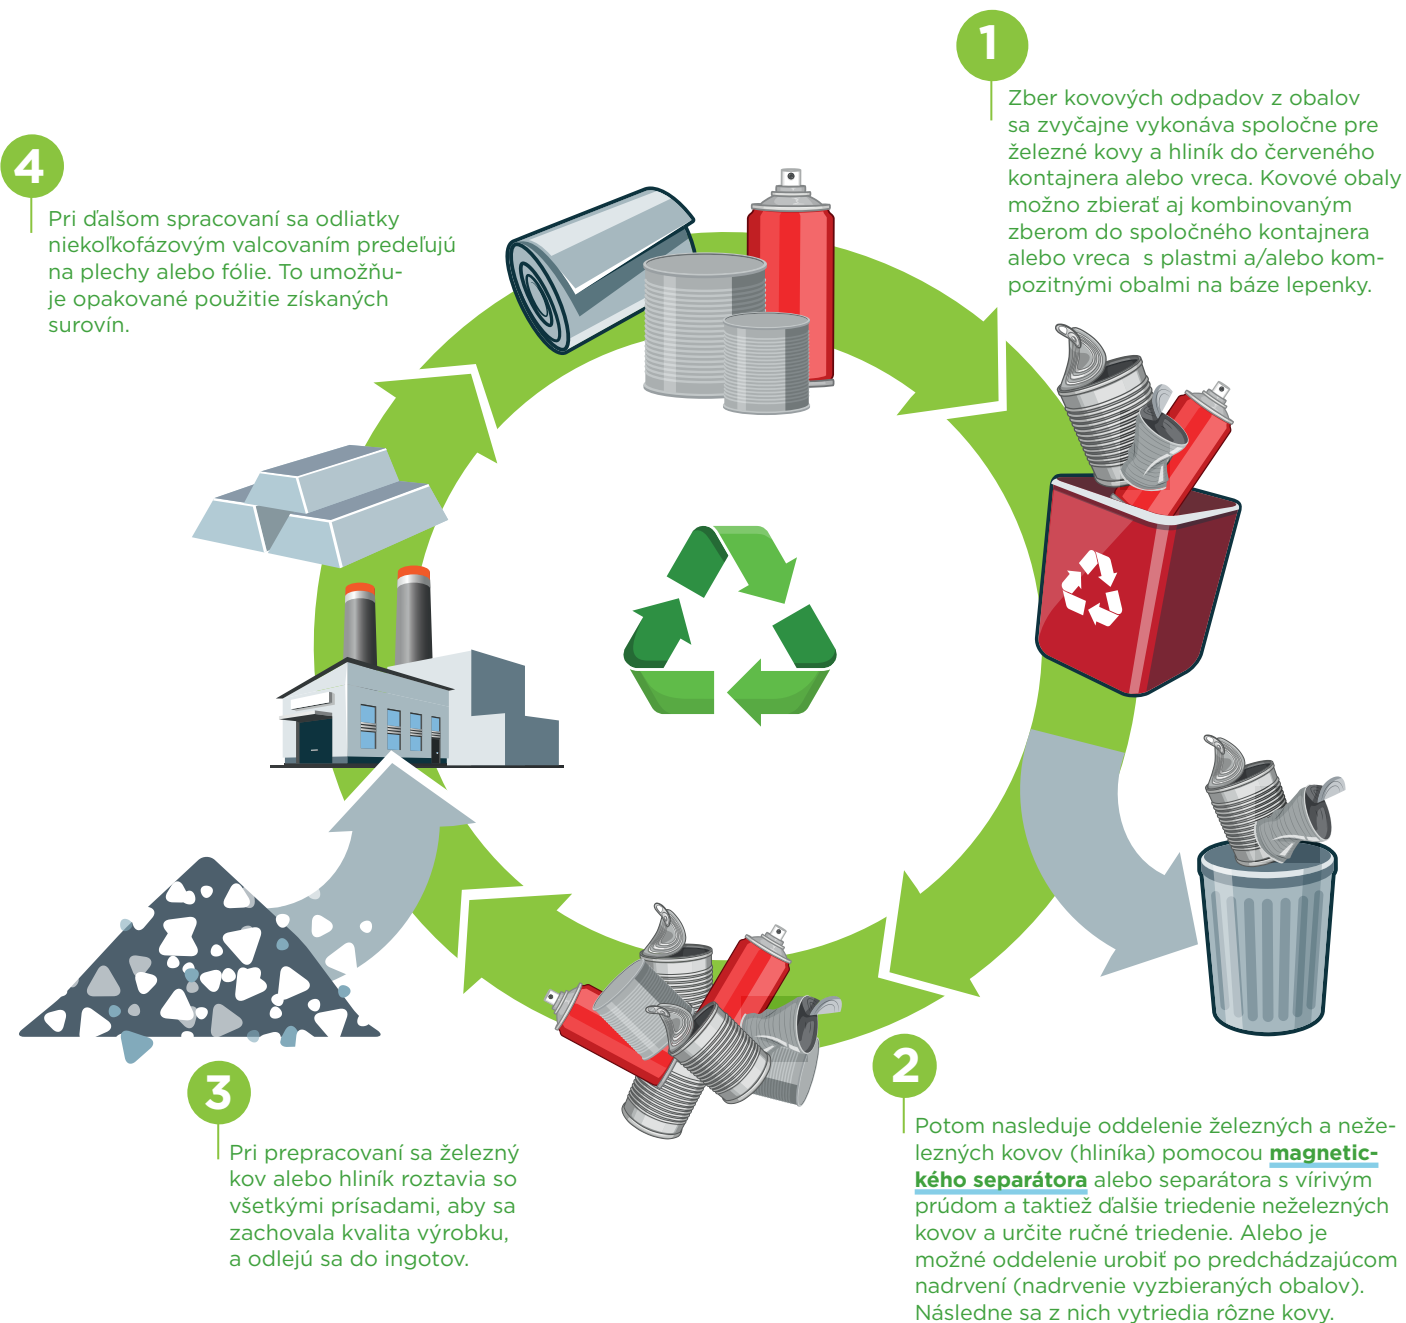 1
Zber kovových odpadov z obalov
sa zvyčajne vykonáva spoločne pre
železné kovy a hliník do červeného
kontajnera alebo vreca. Kovové obaly
možno zbierať aj kombinovaným
zberom do spoločného kontajnera
alebo vreca s plastmi a/alebo kom-
pozitnými obalmi na báze lepenky.
2
Potom nasleduje oddelenie železných a neže-
lezných kovov (hliníka) pomocou magnetic-
kého separátora alebo separátora s vírivým
prúdom a taktiež ďalšie triedenie neželezných
kovov a určite ručné triedenie. Alebo je
možné oddelenie urobiť po predchádzajúcom
nadrvení (nadrvenie vyzbieraných obalov).
Následne sa z nich vytriedia rôzne kovy.
3
Pri prepracovaní sa železný
kov alebo hliník roztavia so
všetkými prísadami, aby sa
zachovala kvalita výrobku,
a odlejú sa do ingotov.
4
Pri ďalšom spracovaní sa odliatky
niekoľkofázovým valcovaním predeľujú
na plechy alebo fólie. To umožňu-
je opakované použitie získaných
surovín.